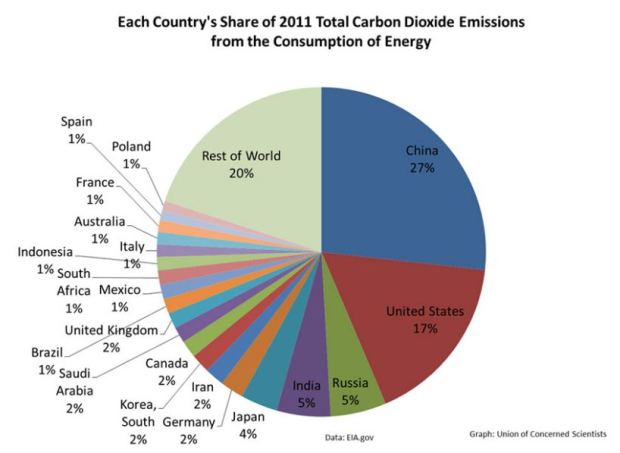 Each Country's Share of 2011 Total Carbon Dioxide Emissions
from the Consumption of Energy
China
27%
United States
17%
Russia
5%
India
5%
Japan
4%
Germany
2%
Iran
2%
Korea,
South
2%
Canada
2%
Saudi
Arabia
2%
United Kingdom
2%
Brazil
1%
Mexico
1%
South
Africa
1%
Indonesia
1%
Italy
1%
Australia
1%
France
1%
Spain
1%
Poland
1%
Rest of World
20%
Data: EIA.gov
Graph: Union of Concerned Scientists